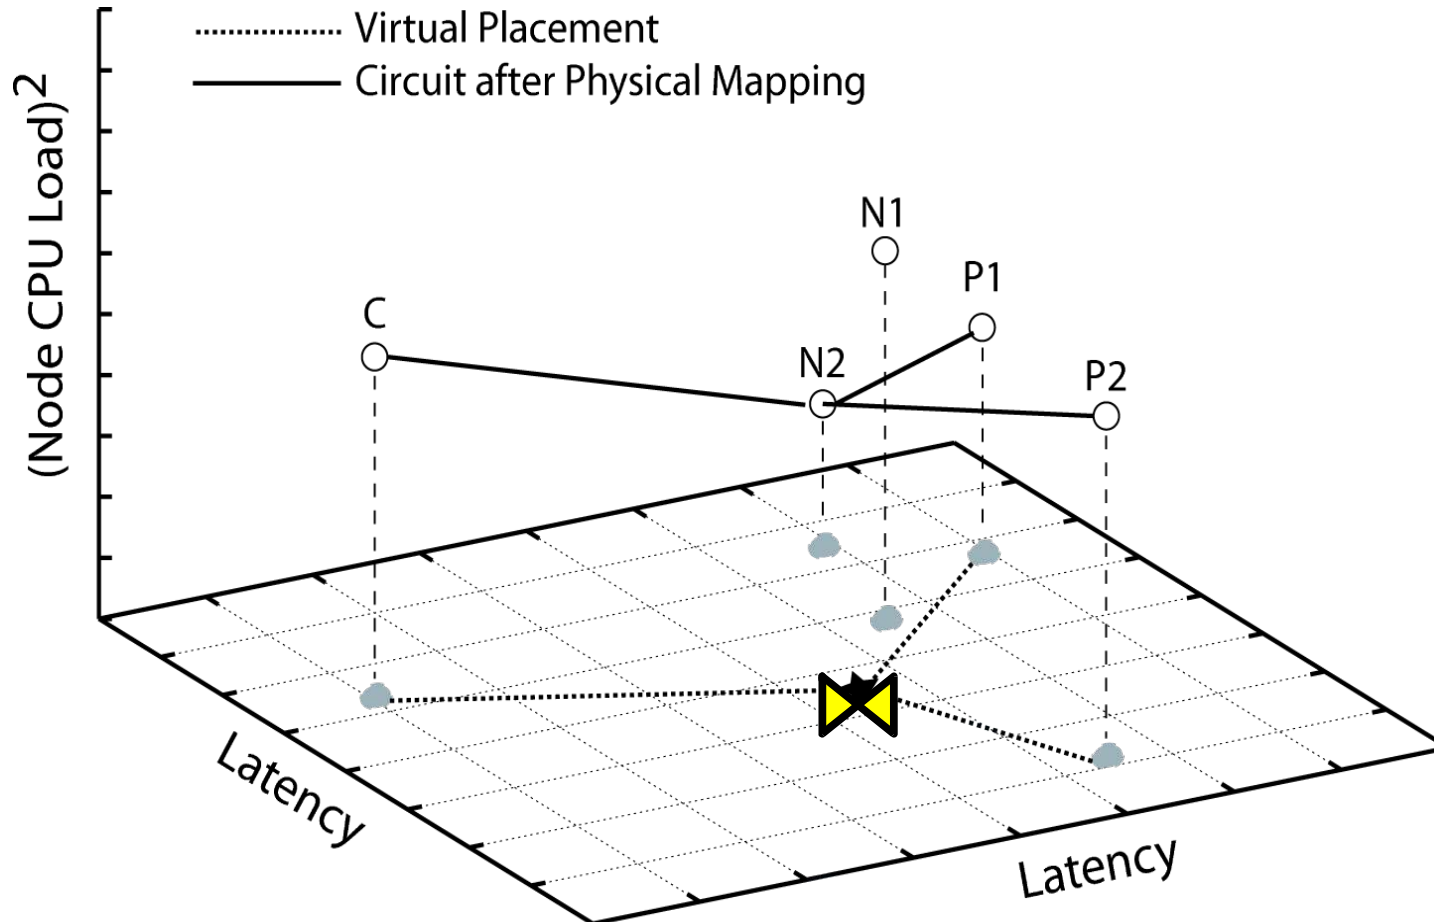 Virtual Placement
Circuit after Physical Mapping
(Node CPU Load)²
N1
P1
C
N2
P2
Latency
Latency